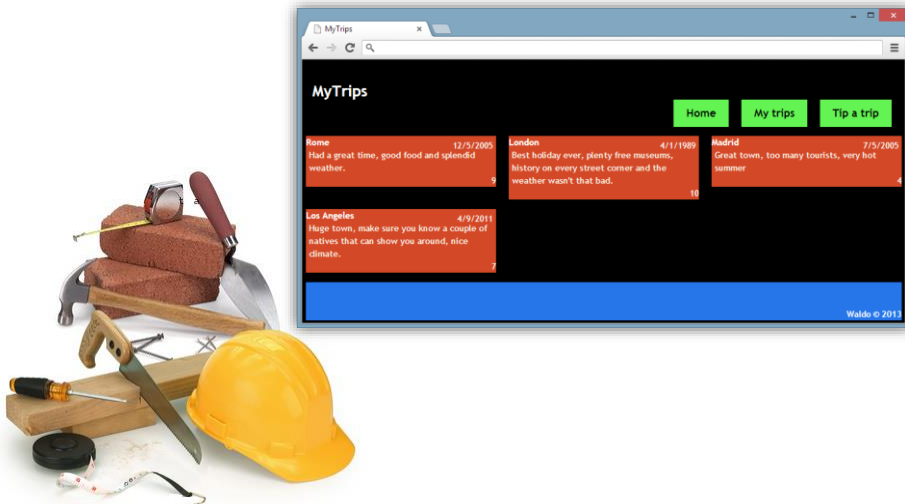 MyTrips
MyTrips
Home
My trips
Tip a trip
Rome
12/5/2005
Had a great time, good food and splendid
weather.
9
London
4/1/1989
Best holiday ever, plenty free museums,
history on every street corner and the
weather wasn't that bad.
10
Madrid
7/5/2005
Great town, too many tourists, very hot
summer
4
Los Angeles
4/9/2011
Huge town, make sure you know a couple of
natives that can show you around, nice
climate.
7
Waldo © 2013